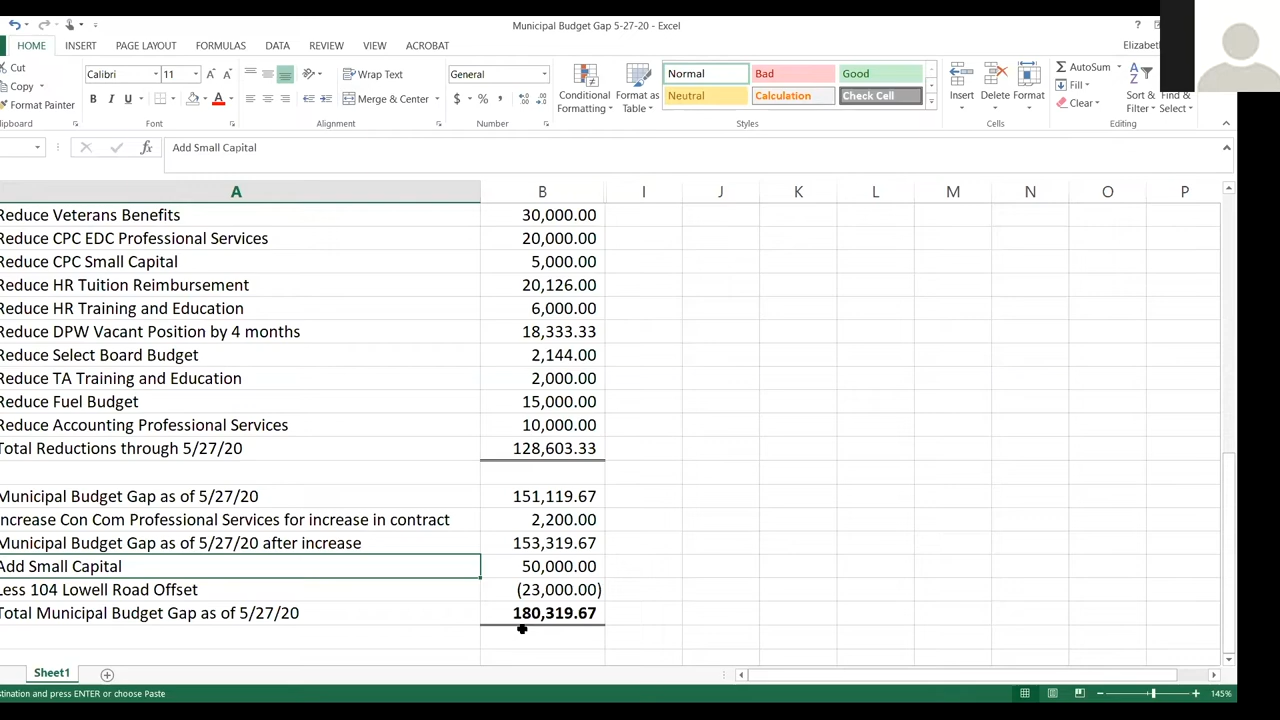 Municipal Budget Gap 5-27-20 - Excel
?
HOME INSERT PAGE LAYOUT FORMULAS DATA REVIEW VIEW ACROBAT
Elizabet
Cut
Copy
Format Painter
Calibri 11
B I U
Wrap Text
Merge & Center
General
$ % ,
Conditional Formatting
Format as Table
Normal Bad Good
Neutral Calculation Check Cell
Insert Delete Format
AutoSum
Fill
Clear
Sort & Filter
Find & Select
Font Alignment Number Styles Cells Editing
fx Add Small Capital
A B I J K L M N O P
Reduce Veterans Benefits 30,000.00
Reduce CPC EDC Professional Services 20,000.00
Reduce CPC Small Capital 5,000.00
Reduce HR Tuition Reimbursement 20,126.00
Reduce HR Training and Education 6,000.00
Reduce DPW Vacant Position by 4 months 18,333.33
Reduce Select Board Budget 2,144.00
Reduce TA Training and Education 2,000.00
Reduce Fuel Budget 15,000.00
Reduce Accounting Professional Services 10,000.00
Total Reductions through 5/27/20 128,603.33
Municipal Budget Gap as of 5/27/20 151,119.67
Increase Con Com Professional Services for increase in contract 2,200.00
Municipal Budget Gap as of 5/27/20 after increase 153,319.67
Add Small Capital 50,000.00
Less 104 Lowell Road Offset (23,000.00)
Total Municipal Budget Gap as of 5/27/20 180,319.67
Sheet1
stination and press ENTER or choose Paste
145%